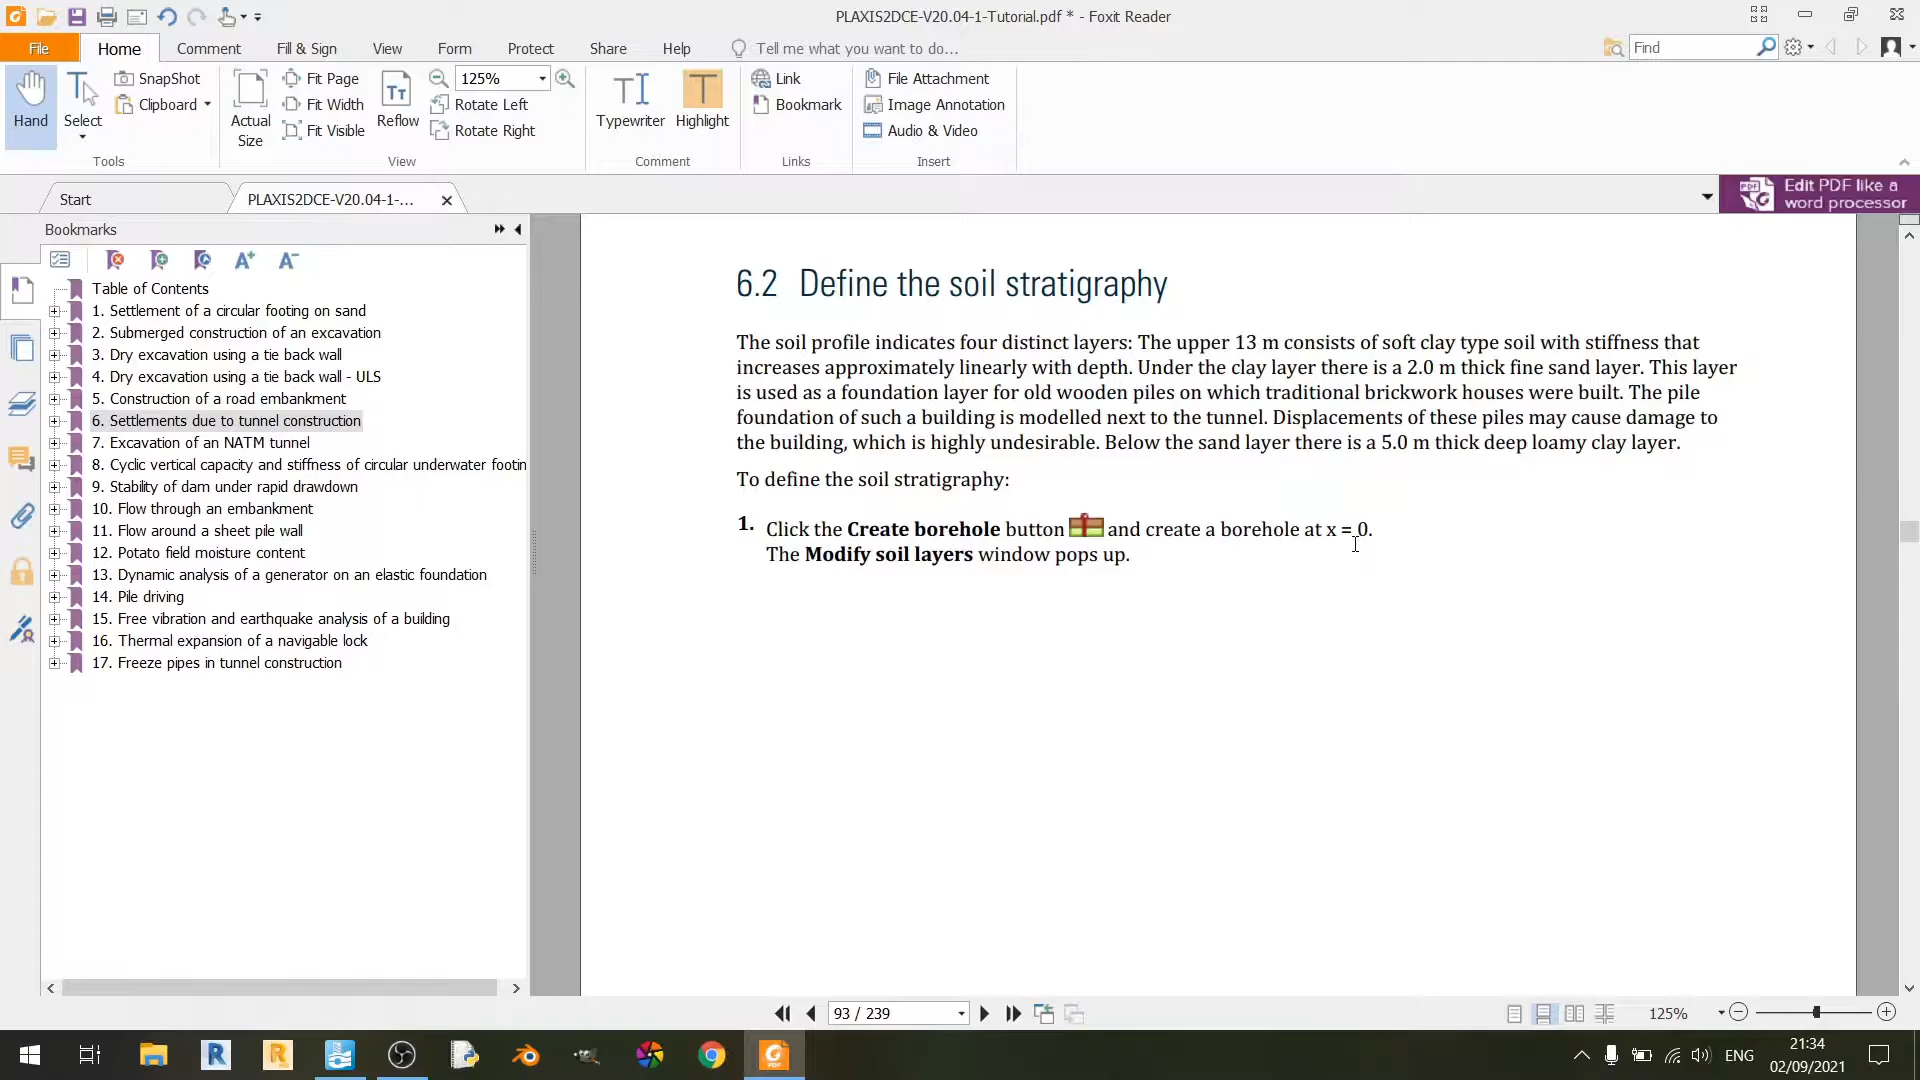 PLAXIS2DCE-V20.04-1-Tutorial.pdf * - Foxit Reader
File
Home
Comment
Fill & Sign
View
Form
Protect
Share
Help
Tell me what you want to do...
Find
Hand
Select
SnapShot
Clipboard
Tools
Actual
Size
Fit Page
Fit Width
Fit Visible
Reflow
125%
Rotate Left
Rotate Right
View
Typewriter
Highlight
Comment
Link
Bookmark
Links
File Attachment
Image Annotation
Audio & Video
Insert
Start
PLAXIS2DCE-V20.04-1-...
Edit PDF like a
word processor
Bookmarks
Table of Contents
1. Settlement of a circular footing on sand
2. Submerged construction of an excavation
3. Dry excavation using a tie back wall
4. Dry excavation using a tie back wall - ULS
5. Construction of a road embankment
6. Settlements due to tunnel construction
7. Excavation of an NATM tunnel
8. Cyclic vertical capacity and stiffness of circular underwater footin
9. Stability of dam under rapid drawdown
10. Flow through an embankment
11. Flow around a sheet pile wall
12. Potato field moisture content
13. Dynamic analysis of a generator on an elastic foundation
14. Pile driving
15. Free vibration and earthquake analysis of a building
16. Thermal expansion of a navigable lock
17. Freeze pipes in tunnel construction
6.2 Define the soil stratigraphy
The soil profile indicates four distinct layers: The upper 13 m consists of soft clay type soil with stiffness that
increases approximately linearly with depth. Under the clay layer there is a 2.0 m thick fine sand layer. This layer
is used as a foundation layer for old wooden piles on which traditional brickwork houses were built. The pile
foundation of such a building is modelled next to the tunnel. Displacements of these piles may cause damage to
the building, which is highly undesirable. Below the sand layer there is a 5.0 m thick deep loamy clay layer.
To define the soil stratigraphy:
1. Click the Create borehole button and create a borehole at x = 0.
The Modify soil layers window pops up.
93 / 239
125%
ENG
21:34
02/09/2021